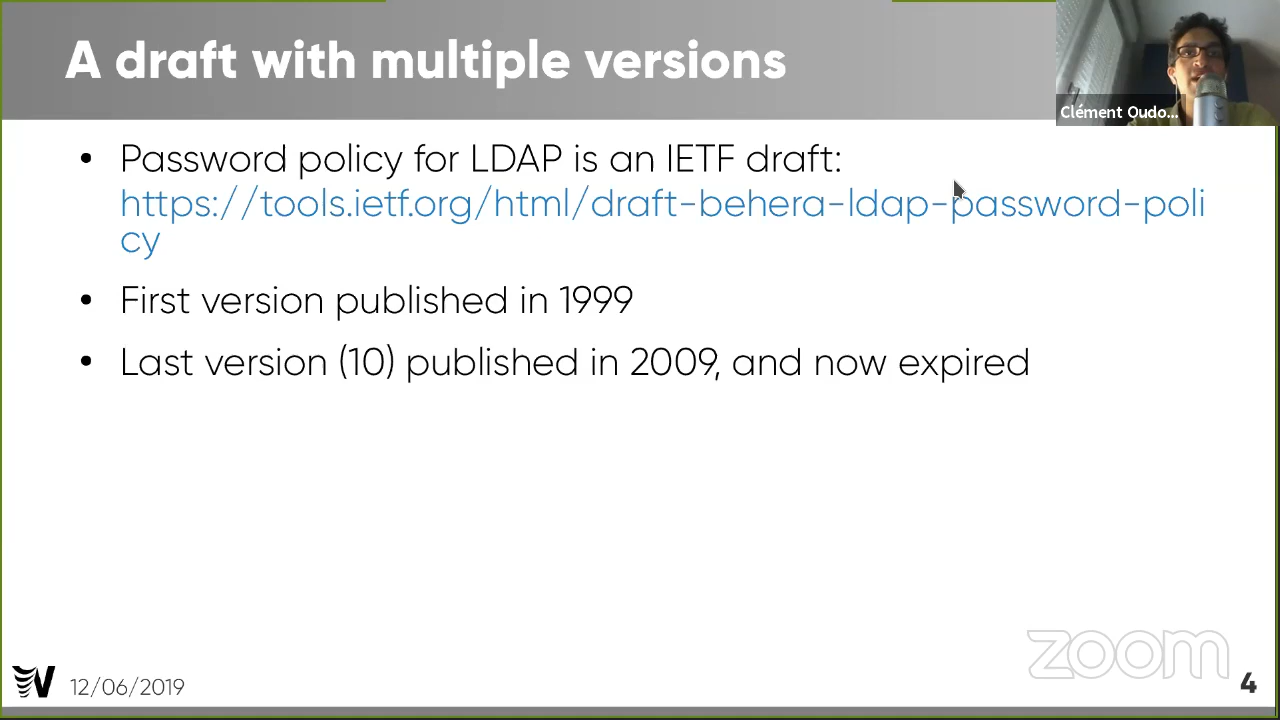 A draft with multiple versions
Clément Oudo...
• Password policy for LDAP is an IETF draft:
https://tools.ietf.org/html/draft-behera-ldap-password-poli
cy
• First version published in 1999
• Last version (10) published in 2009, and now expired
zoom
12/06/2019
4